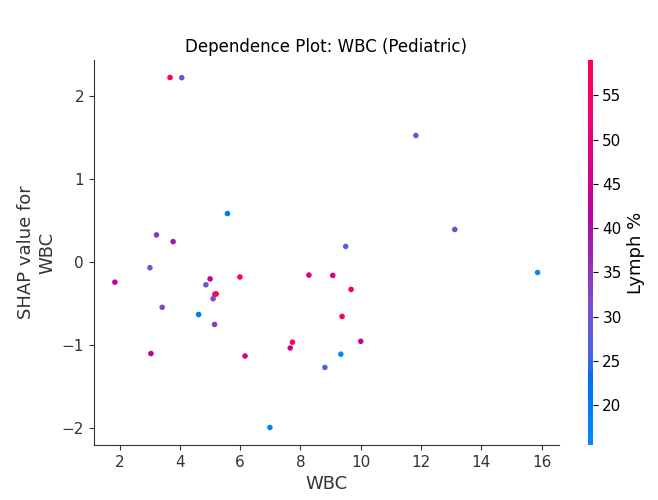 Dependence Plot: WBC (Pediatric)
2
1
0
−1
−2
SHAP value for
WBC
2 4 6 8 10 12 14 16
WBC
55
50
45
40
35
30
25
20
Lymph %